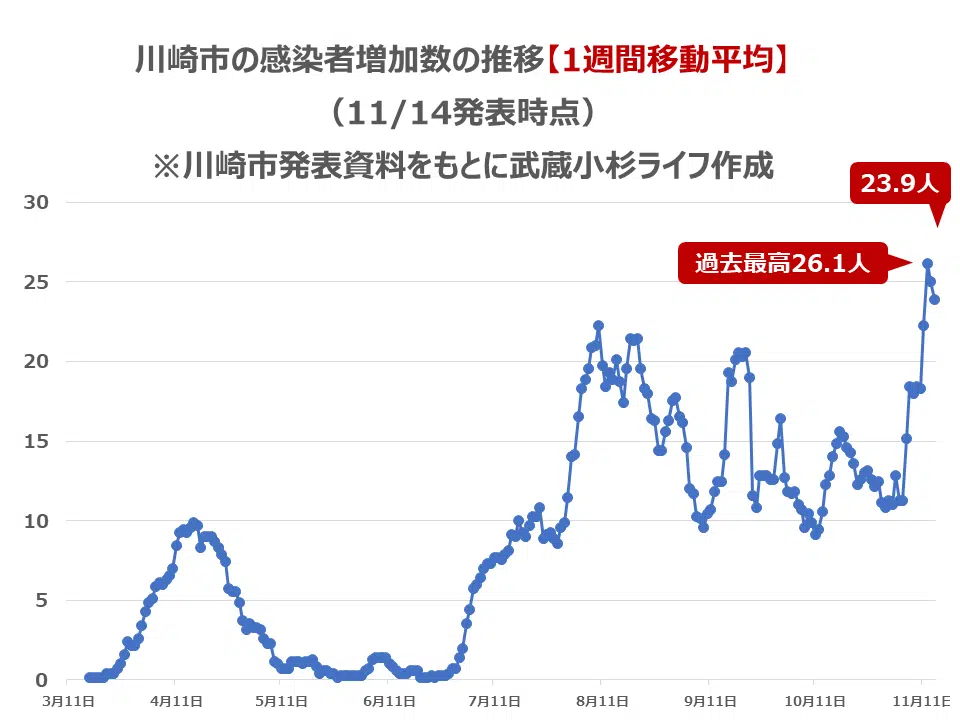 川崎市の感染者増加数の推移【1週間移動平均】
（11/14発表時点）
※川崎市発表資料をもとに武蔵小杉ライフ作成
23.9人
過去最高26.1人
30
25
20
15
10
5
0
3月11日 4月11日 5月11日 6月11日 7月11日 8月11日 9月11日 10月11日 11月11日